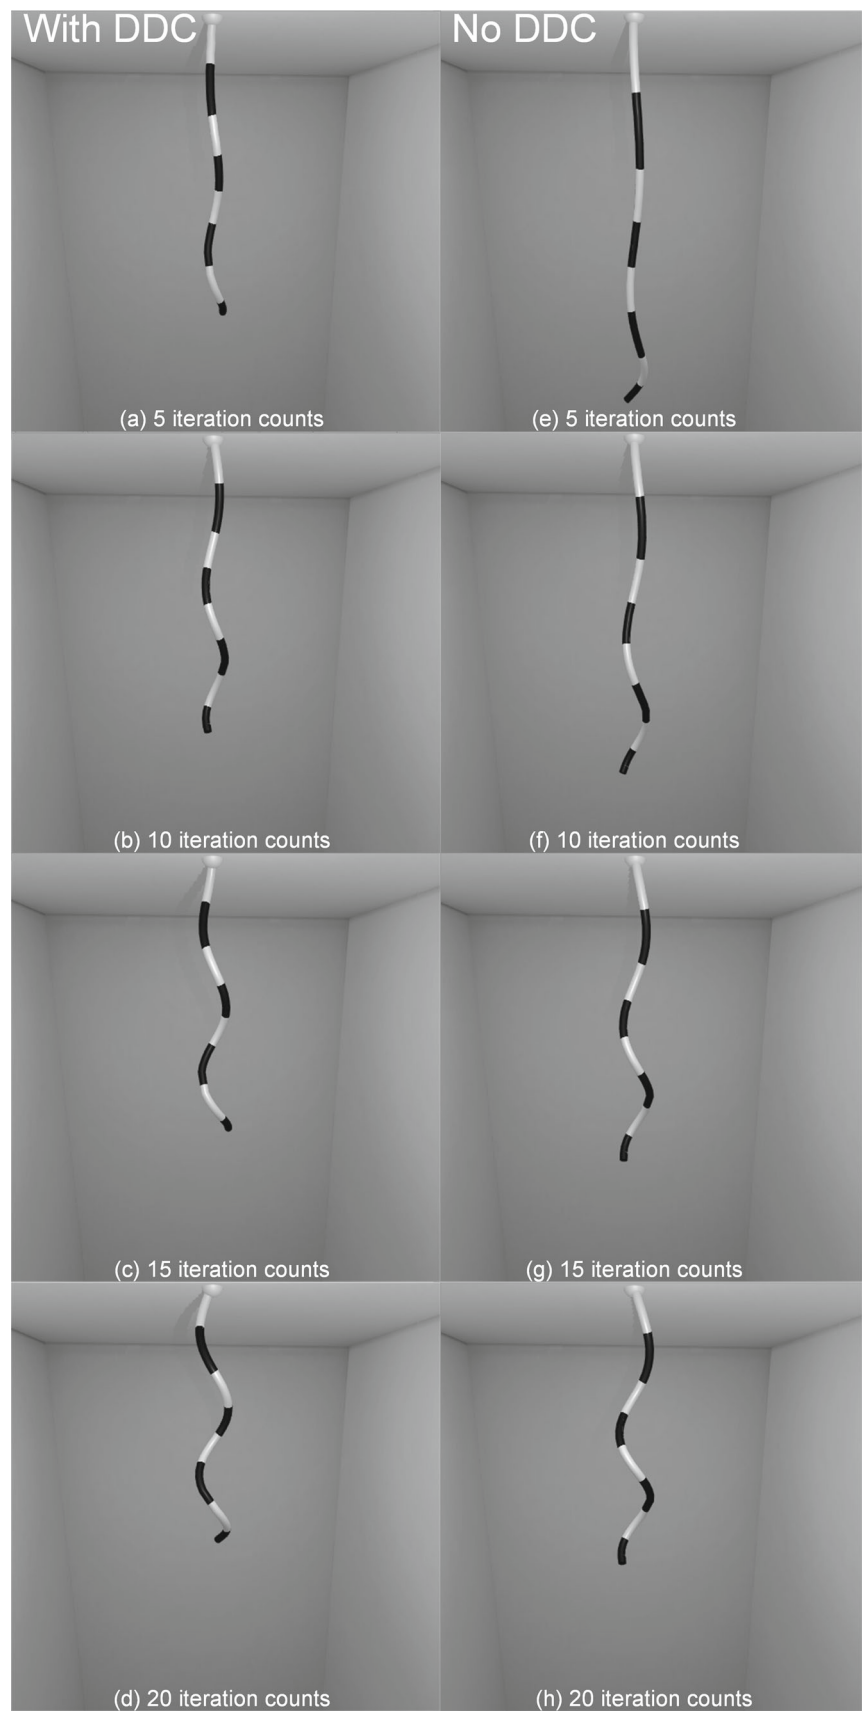 With DDC
No DDC
(a) 5 iteration counts
(e) 5 iteration counts
(b) 10 iteration counts
(f) 10 iteration counts
(c) 15 iteration counts
(g) 15 iteration counts
(d) 20 iteration counts
(h) 20 iteration counts